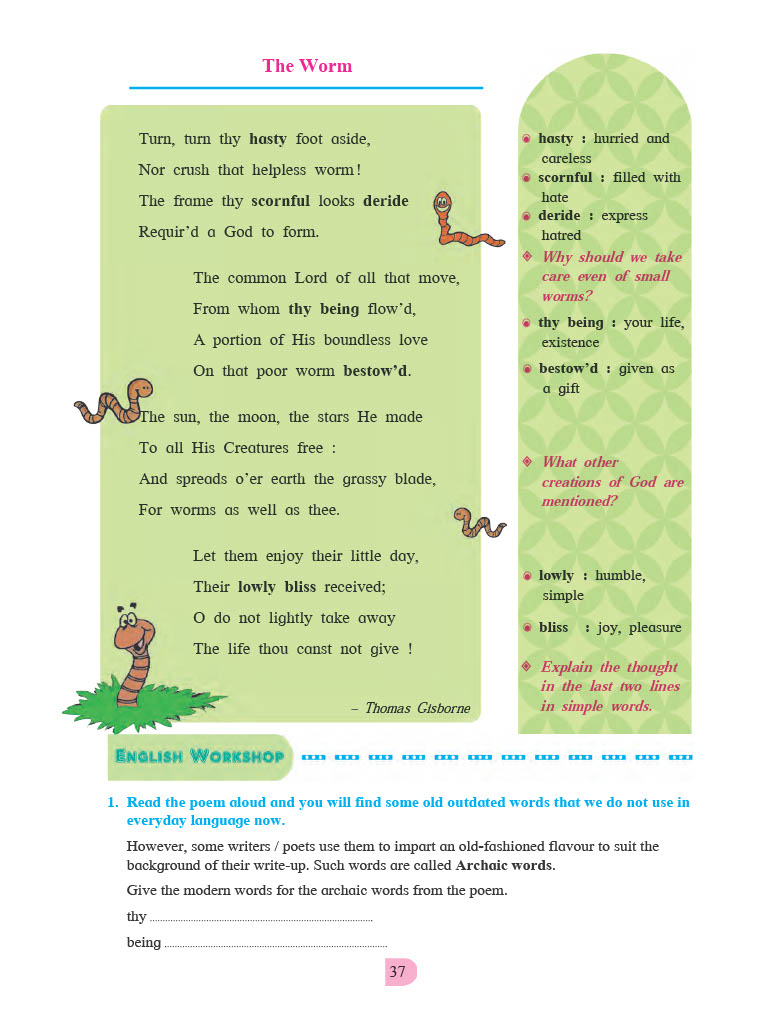 The Worm
Turn, turn thy hasty foot aside,
Nor crush that helpless worm !
The frame thy scornful looks deride
Requir'd a God to form.
The common Lord of all that move,
From whom thy being flow'd,
A portion of His boundless love
On that poor worm bestow'd.
The sun, the moon, the stars He made
To all His Creatures free :
And spreads o'er earth the grassy blade,
For worms as well as thee.
Let them enjoy their little day,
Their lowly bliss received;
O do not lightly take away
The life thou canst not give !
– Thomas Gisborne
hasty : hurried and
careless
scornful : filled with
hate
deride : express
hatred
Why should we take
care even of small
worms?
thy being : your life,
existence
bestow'd : given as
a gift
What other
creations of God are
mentioned?
lowly : humble,
simple
bliss : joy, pleasure
Explain the thought
in the last two lines
in simple words.
ENGLISH WORKSHOP
1. Read the poem aloud and you will find some old outdated words that we do not use in
everyday language now.
However, some writers / poets use them to impart an old-fashioned flavour to suit the
background of their write-up. Such words are called Archaic words.
Give the modern words for the archaic words from the poem.
thy ....................................................................................
being ....................................................................................
37